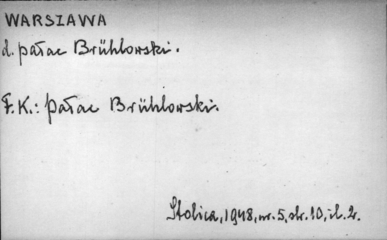 WARSZAWA
d. pałac Brühlowski.
F.K.: pałac Brühlowski.
Stolica, 1948, nr. 5, str. 10, il. 2.